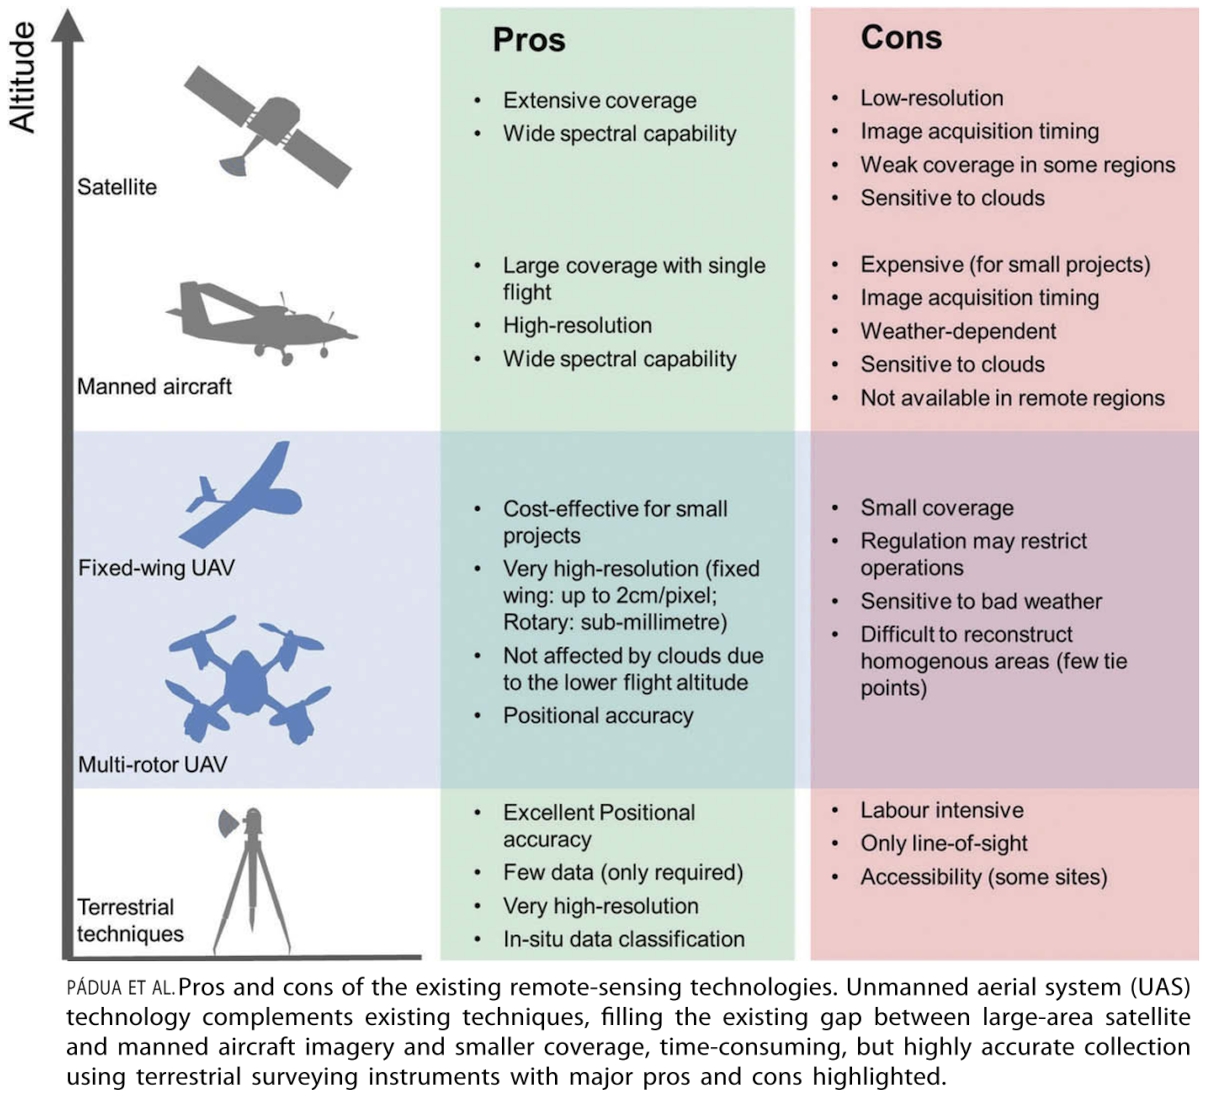 Altitude
Pros
Cons
Satellite
• Extensive coverage
• Wide spectral capability
• Low-resolution
• Image acquisition timing
• Weak coverage in some regions
• Sensitive to clouds
Manned aircraft
• Large coverage with single
flight
• High-resolution
• Wide spectral capability
• Expensive (for small projects)
• Image acquisition timing
• Weather-dependent
• Sensitive to clouds
• Not available in remote regions
Fixed-wing UAV
Multi-rotor UAV
• Cost-effective for small
projects
• Very high-resolution (fixed
wing: up to 2cm/pixel;
Rotary: sub-millimetre)
• Not affected by clouds due
to the lower flight altitude
• Positional accuracy
• Small coverage
• Regulation may restrict
operations
• Sensitive to bad weather
• Difficult to reconstruct
homogenous areas (few tie
points)
Terrestrial
techniques
• Excellent Positional
accuracy
• Few data (only required)
• Very high-resolution
• In-situ data classification
• Labour intensive
• Only line-of-sight
• Accessibility (some sites)
PÁDUA ET AL. Pros and cons of the existing remote-sensing technologies. Unmanned aerial system (UAS)
technology complements existing techniques, filling the existing gap between large-area satellite
and manned aircraft imagery and smaller coverage, time-consuming, but highly accurate collection
using terrestrial surveying instruments with major pros and cons highlighted.